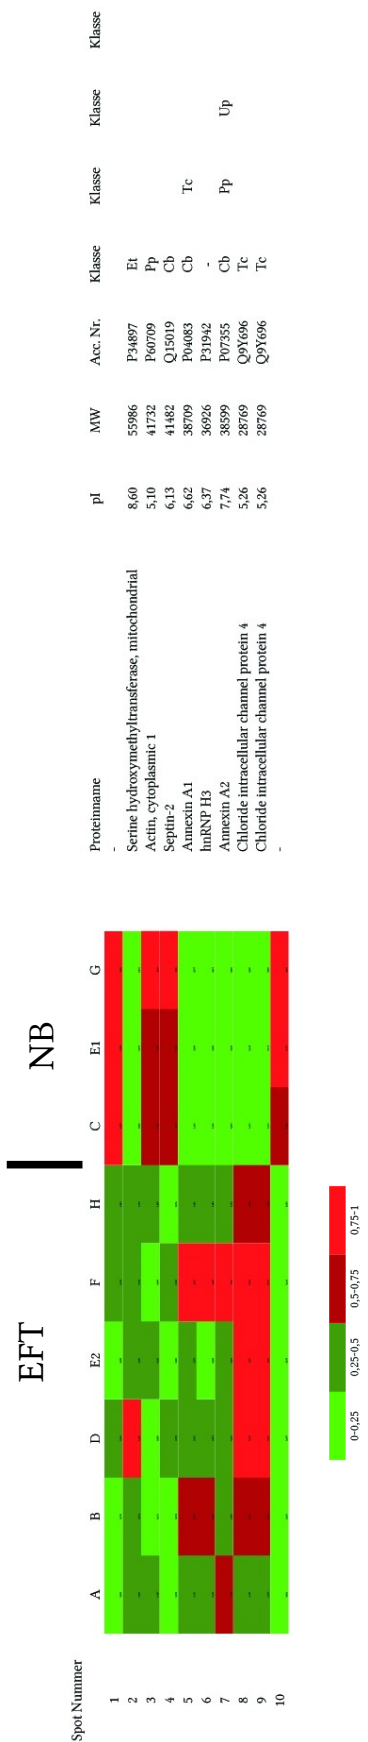 EFT NB
Spot Nummer A B D E2 F H C E1 G Proteinname pI MW Acc. Nr. Klasse Klasse Klasse Klasse
1 -
2 Serine hydroxymethyltransferase, mitochondrial 8,60 55986 P34897 Et
3 Actin, cytoplasmic 1 5,10 41732 P60709 Pp
4 Septin-2 6,13 41482 Q15019 Cb
5 Annexin A1 6,62 38709 P04083 Cb Tc
6 hnRNP H3 6,37 36926 P31942 -
7 Annexin A2 7,74 38599 P07355 Cb Pp Up
8 Chloride intracellular channel protein 4 5,26 28769 Q9Y696 Tc
9 Chloride intracellular channel protein 4 5,26 28769 Q9Y696 Tc
10 -
0-0,25 0,25-0,5 0,5-0,75 0,75-1